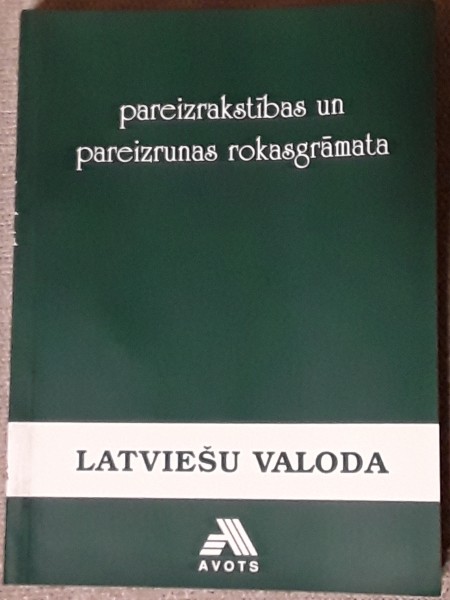 pareizrakstības un
pareizrunas rokasgrāmata
LATVIEŠU VALODA
AVOTS